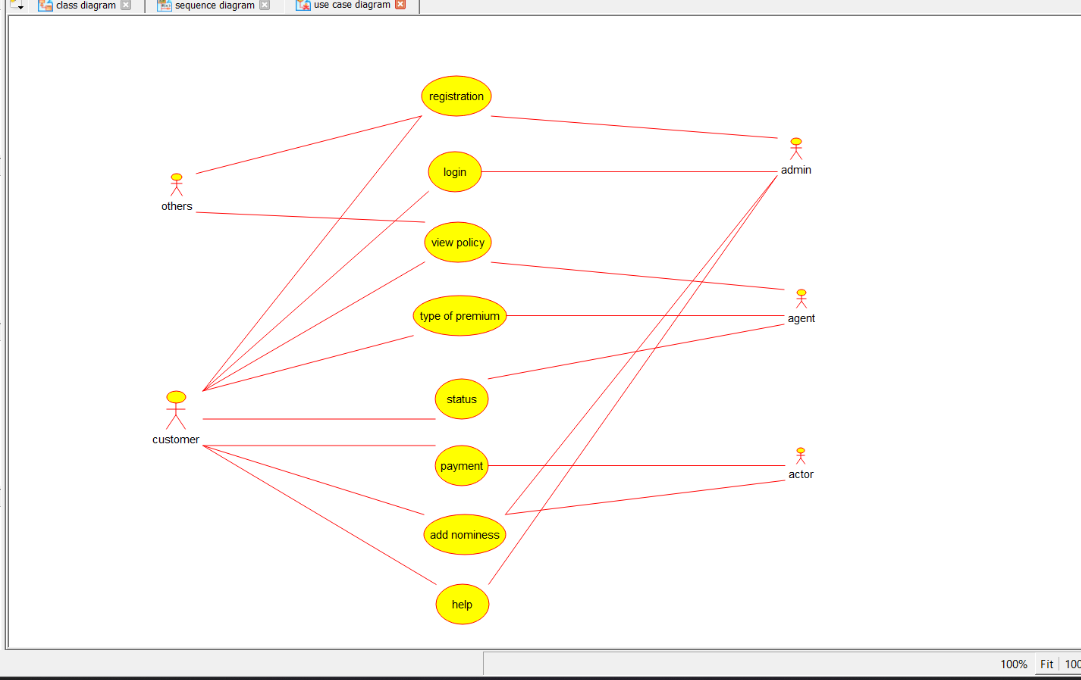 class diagram
sequence diagram
use case diagram
registration
login
admin
others
view policy
agent
type of premium
status
customer
payment
actor
add nominess
help
100% Fit 100